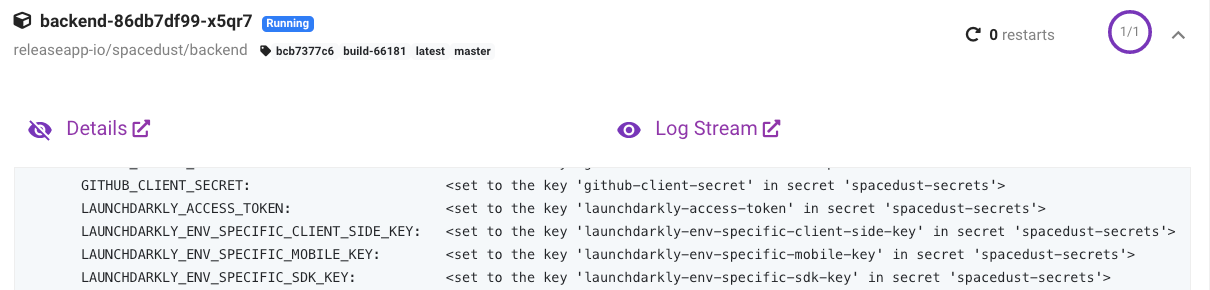 backend-86db7df99-x5qr7 Running
releaseapp-io/spacedust/backend bcb7377c6 build-66181 latest master
0 restarts 1/1
Details Log Stream
GITHUB_CLIENT_SECRET: <set to the key 'github-client-secret' in secret 'spacedust-secrets'>
LAUNCHDARKLY_ACCESS_TOKEN: <set to the key 'launchdarkly-access-token' in secret 'spacedust-secrets'>
LAUNCHDARKLY_ENV_SPECIFIC_CLIENT_SIDE_KEY: <set to the key 'launchdarkly-env-specific-client-side-key' in secret 'spacedust-secrets'>
LAUNCHDARKLY_ENV_SPECIFIC_MOBILE_KEY: <set to the key 'launchdarkly-env-specific-mobile-key' in secret 'spacedust-secrets'>
LAUNCHDARKLY_ENV_SPECIFIC_SDK_KEY: <set to the key 'launchdarkly-env-specific-sdk-key' in secret 'spacedust-secrets'>